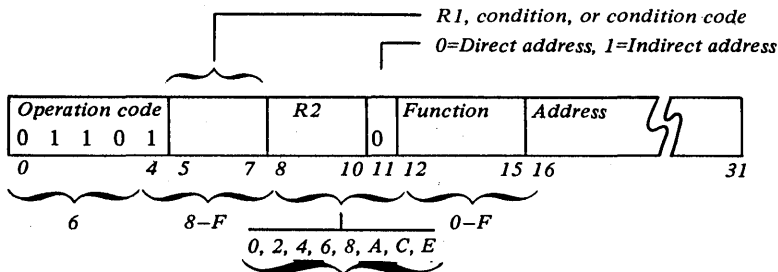 R1, condition, or condition code
0=Direct address, 1=Indirect address
Operation code R2 Function Address
0 1 1 0 1 0
0 4 5 7 8 10 11 12 15 16 31
6 8–F 0–F
0, 2, 4, 6, 8, A, C, E